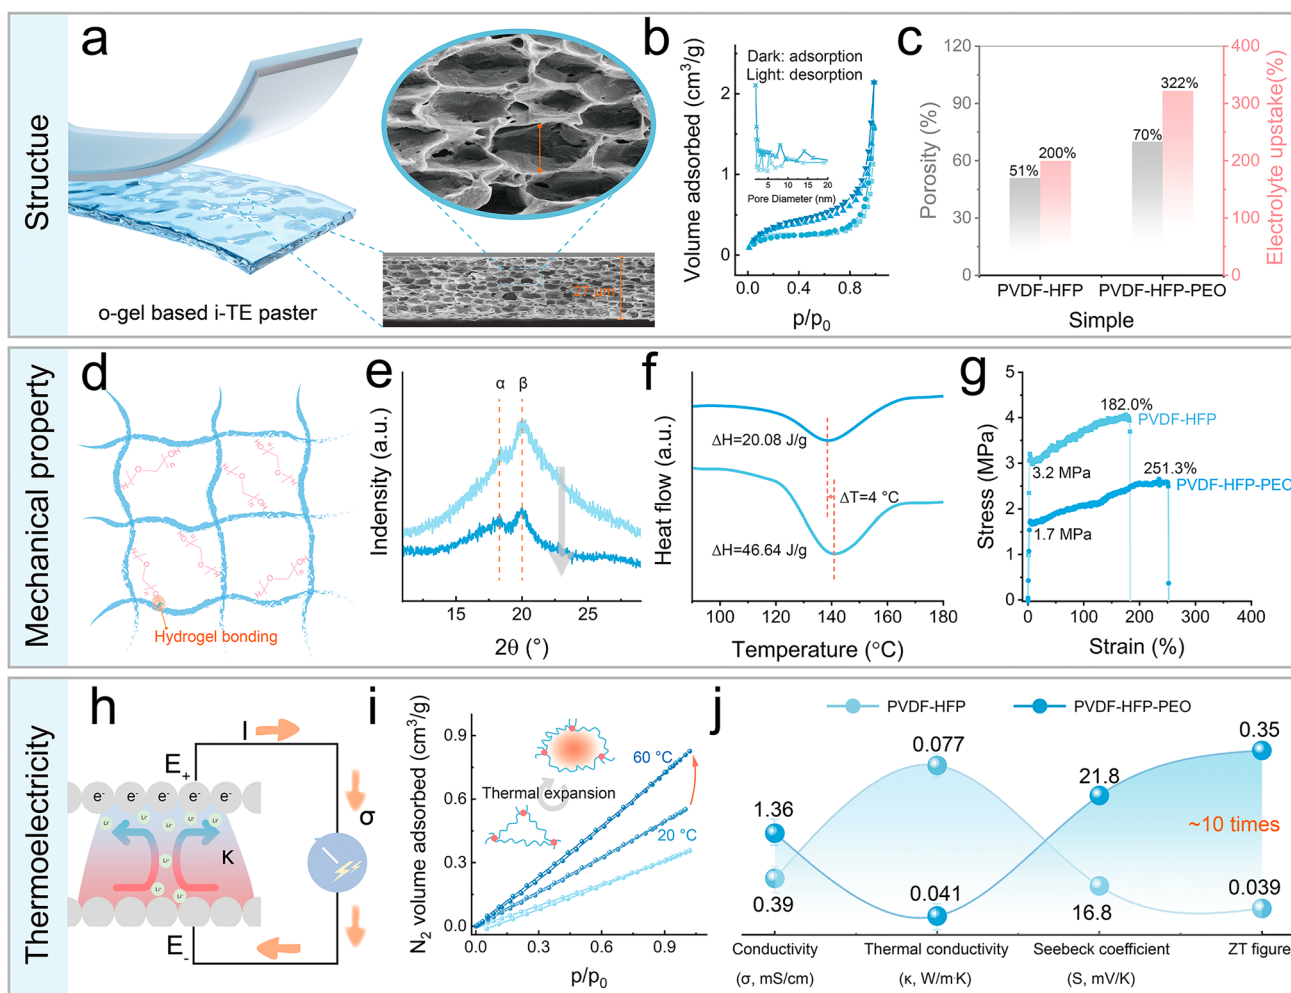 Structue
a
o-gel based i-TE paster
27 μm
b
Volume adsorbed (cm³/g)
Dark: adsorption
Light: desorption
5 10 15 20
Pore Diameter (nm)
0.0 0.4 0.8
p/p₀
c
Porosity (%)
120
90
60
30
0
51%
200%
70%
322%
400
300
200
100
0
Electrolyte upstake(%)
PVDF-HFP PVDF-HFP-PEO
Simple
Mechanical property
d
Hydrogel bonding
e
Indensity (a.u.)
α β
15 20 25
2θ (°)
f
Heat flow (a.u.)
ΔH=20.08 J/g
ΔT=4 °C
ΔH=46.64 J/g
100 120 140 160 180
Temperature (°C)
g
Stress (MPa)
5
4
3
2
1
0
182.0%
PVDF-HFP
3.2 MPa
251.3%
PVDF-HFP-PEO
1.7 MPa
0 100 200 300 400
Strain (%)
Thermoelectricity
h
I
E₊
e⁻ e⁻ e⁻ e⁻ e⁻
Li⁺
σ
κ
E₋
i
N₂ volume adsorbed (cm³/g)
0.9
0.6
0.3
0.0
Thermal expansion
60 °C
20 °C
0.0 0.3 0.6 0.9
p/p₀
j
PVDF-HFP PVDF-HFP-PEO
1.36
0.39
0.077
0.041
21.8
16.8
0.35
~10 times
0.039
Conductivity Thermal conductivity Seebeck coefficient ZT figure
(σ, mS/cm) (κ, W/m·K) (S, mV/K)